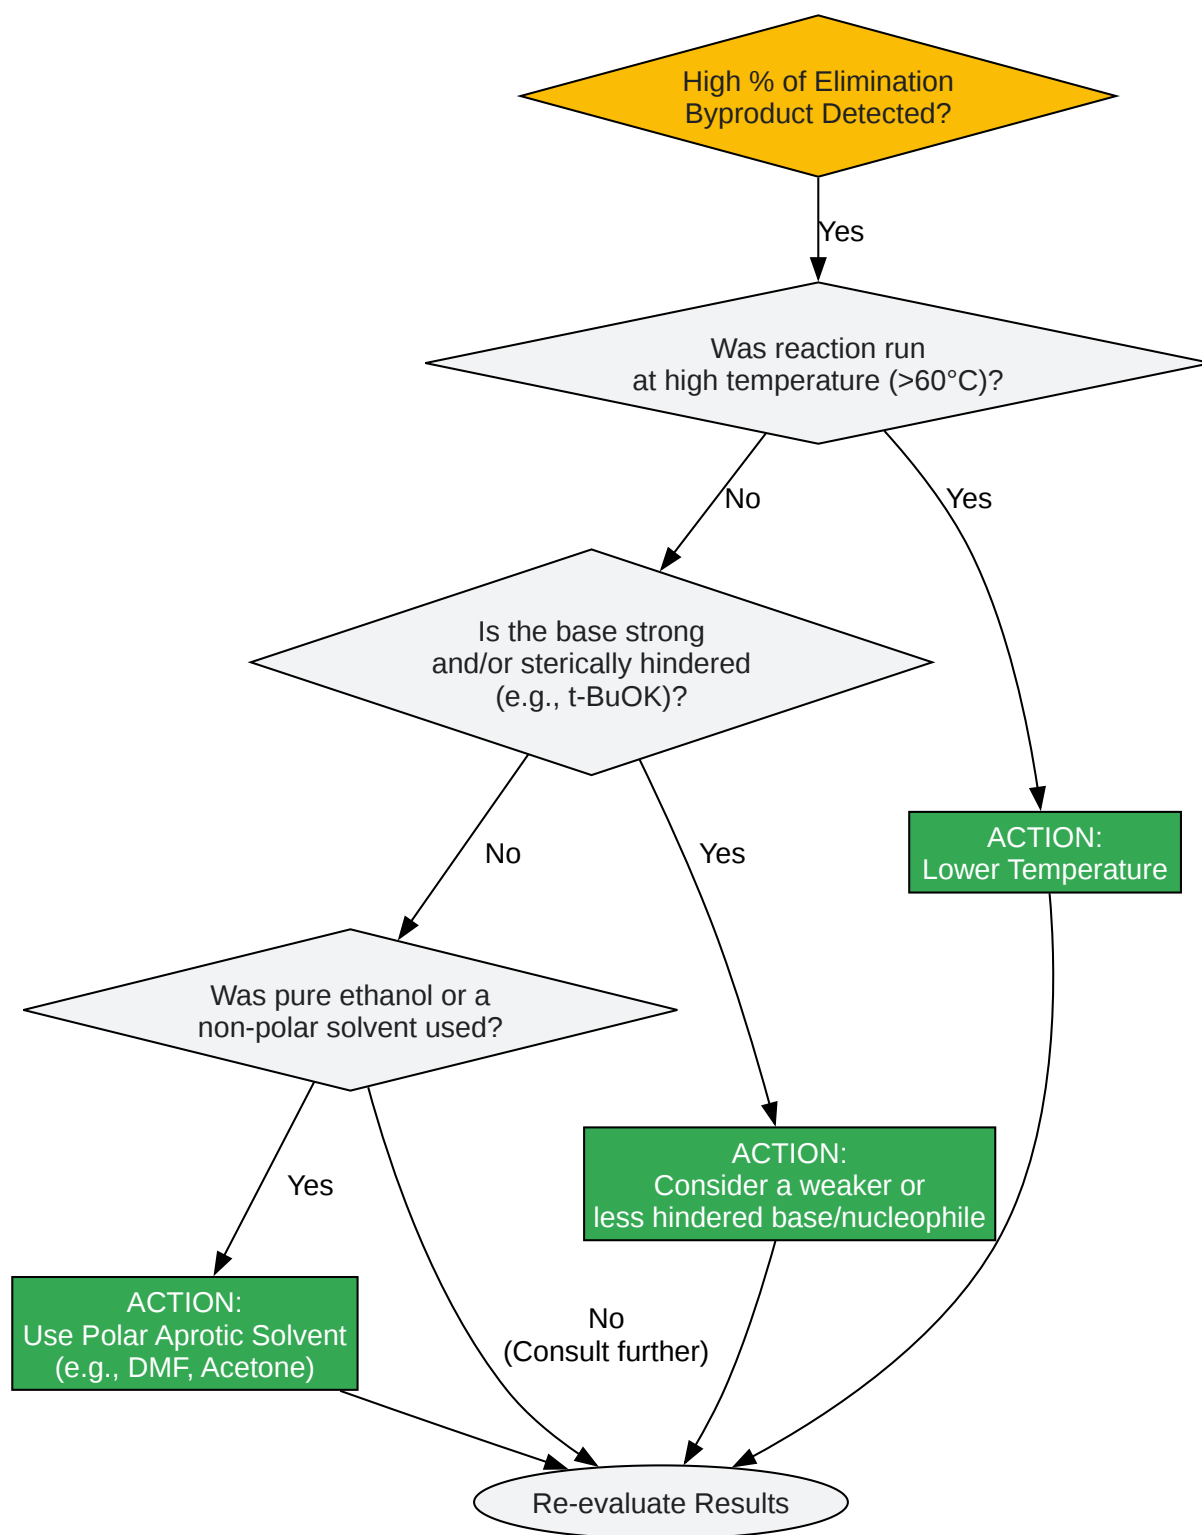 High % of Elimination
Byproduct Detected?
Yes
Was reaction run
at high temperature (>60°C)?
No
Yes
Is the base strong
and/or sterically hindered
(e.g., t-BuOK)?
No
Yes
ACTION:
Lower Temperature
Was pure ethanol or a
non-polar solvent used?
ACTION:
Consider a weaker or
less hindered base/nucleophile
Yes
ACTION:
Use Polar Aprotic Solvent
(e.g., DMF, Acetone)
No
(Consult further)
Re-evaluate Results